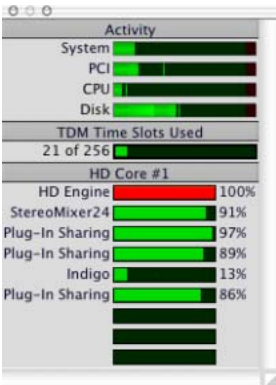 Activity
System
PCI
CPU
Disk
TDM Time Slots Used
21 of 256
HD Core #1
HD Engine 100%
StereoMixer24 91%
Plug-In Sharing 97%
Plug-In Sharing 89%
Indigo 13%
Plug-In Sharing 86%